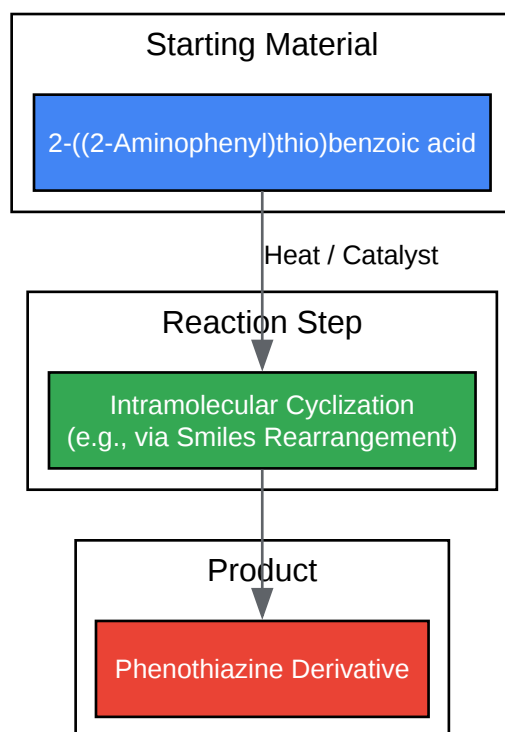 Starting Material
2-((2-Aminophenyl)thio)benzoic acid
Heat / Catalyst
Reaction Step
Intramolecular Cyclization
(e.g., via Smiles Rearrangement)
Product
Phenothiazine Derivative